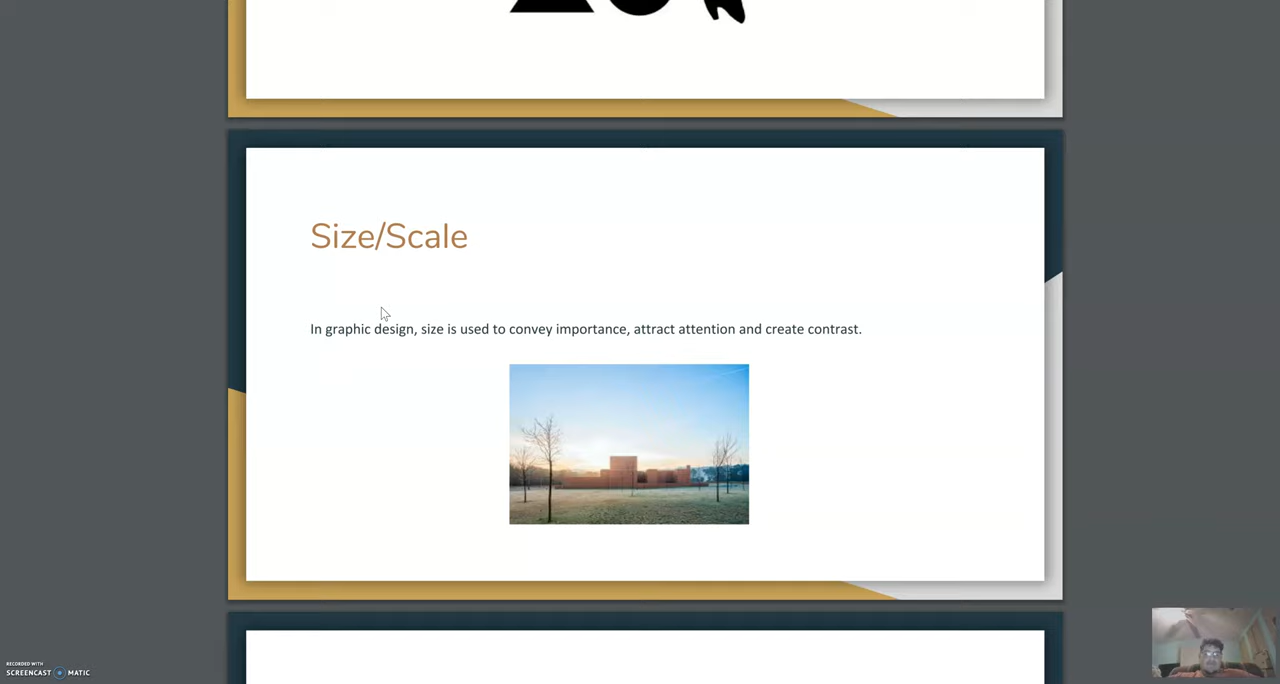 Size/Scale
In graphic design, size is used to convey importance, attract attention and create contrast.
RECORDED WITH
SCREENCAST MATIC